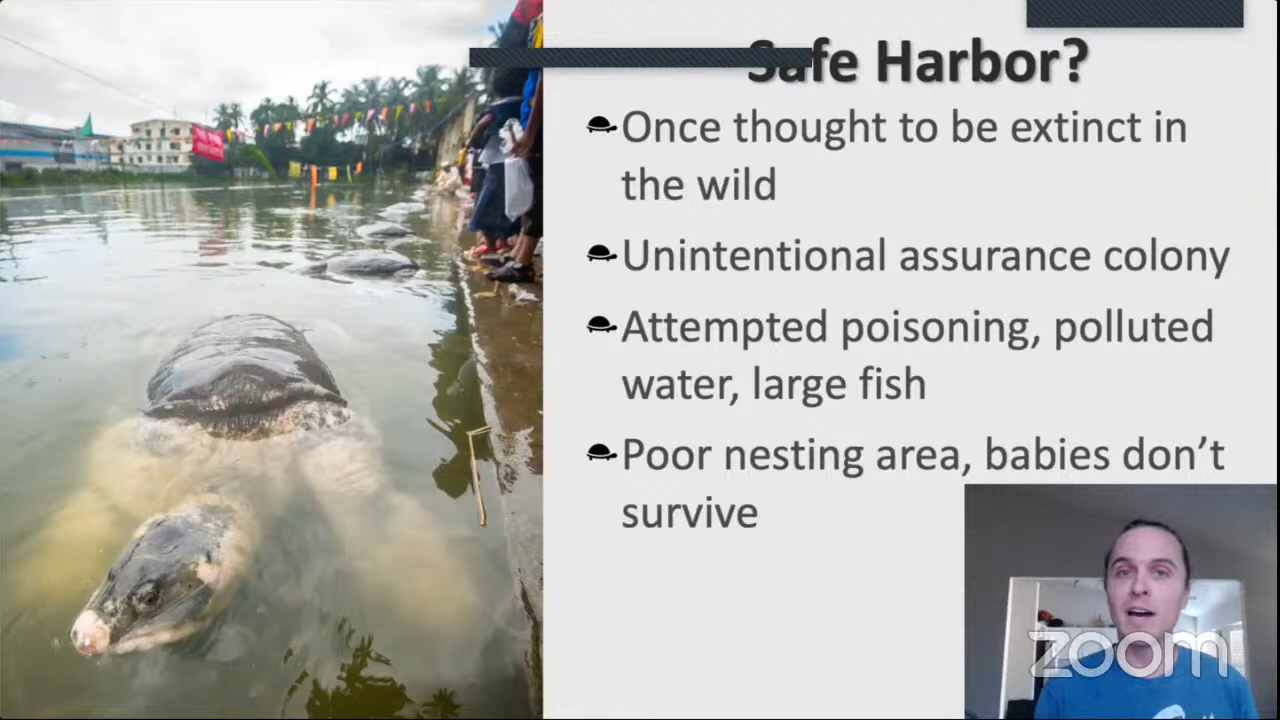 Safe Harbor?
Once thought to be extinct in
the wild
Unintentional assurance colony
Attempted poisoning, polluted
water, large fish
Poor nesting area, babies don't
survive
zoom